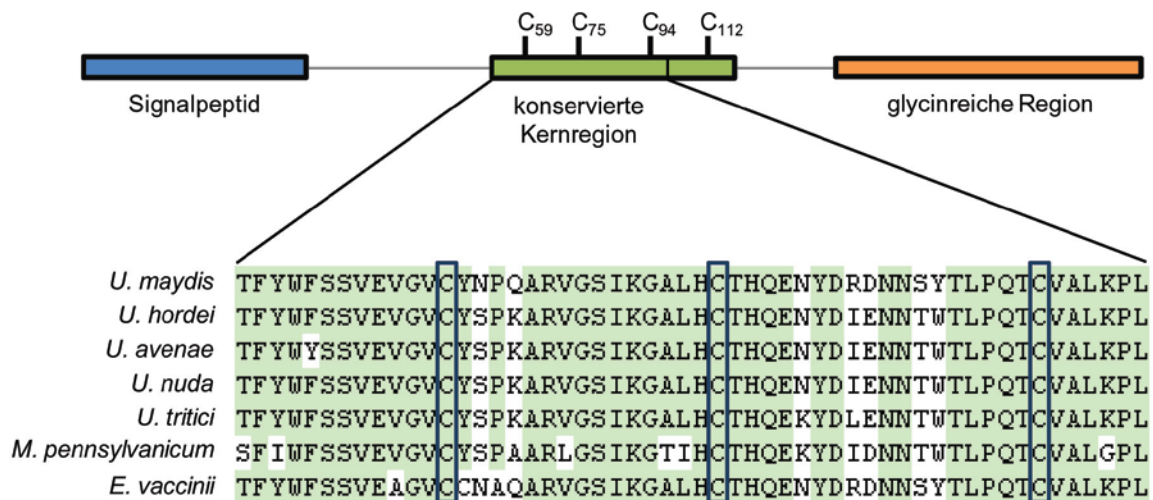 C59 C75 C94 C112
Signalpeptid
konservierte
Kernregion
glycinreiche Region
U. maydis TFYWFSSVEVGVCYNPQARVGSIKGALHCTHQENYDRDNNSYTLPQTCVALKPL
U. hordei TFYWFSSVEVGVCYSPKARVGSIKGALHCTHQENYDIENNTWTLPQTCVALKPL
U. avenae TFYWYSSVEVGVCYSPKARVGSIKGALHCTHQENYDIENNTWTLPQTCVALKPL
U. nuda TFYWFSSVEVGVCYSPKARVGSIKGALHCTHQENYDIENNTWTLPQTCVALKPL
U. tritici TFYWFSSVEVGVCYSPKARVGSIKGALHCTHQEKYDLENNTWTLPQTCVALKPL
M. pennsylvanicum SFIWFSSVEVGVCYSPAARLGSIKGTIHCTHQEKYDIDNNTWTLPQTCVALGPL
E. vaccinii TFYWFSSVEAGVCCNAQARVGSIKGALHCTHQENYDRDNNSYTLPQTCVALKPL